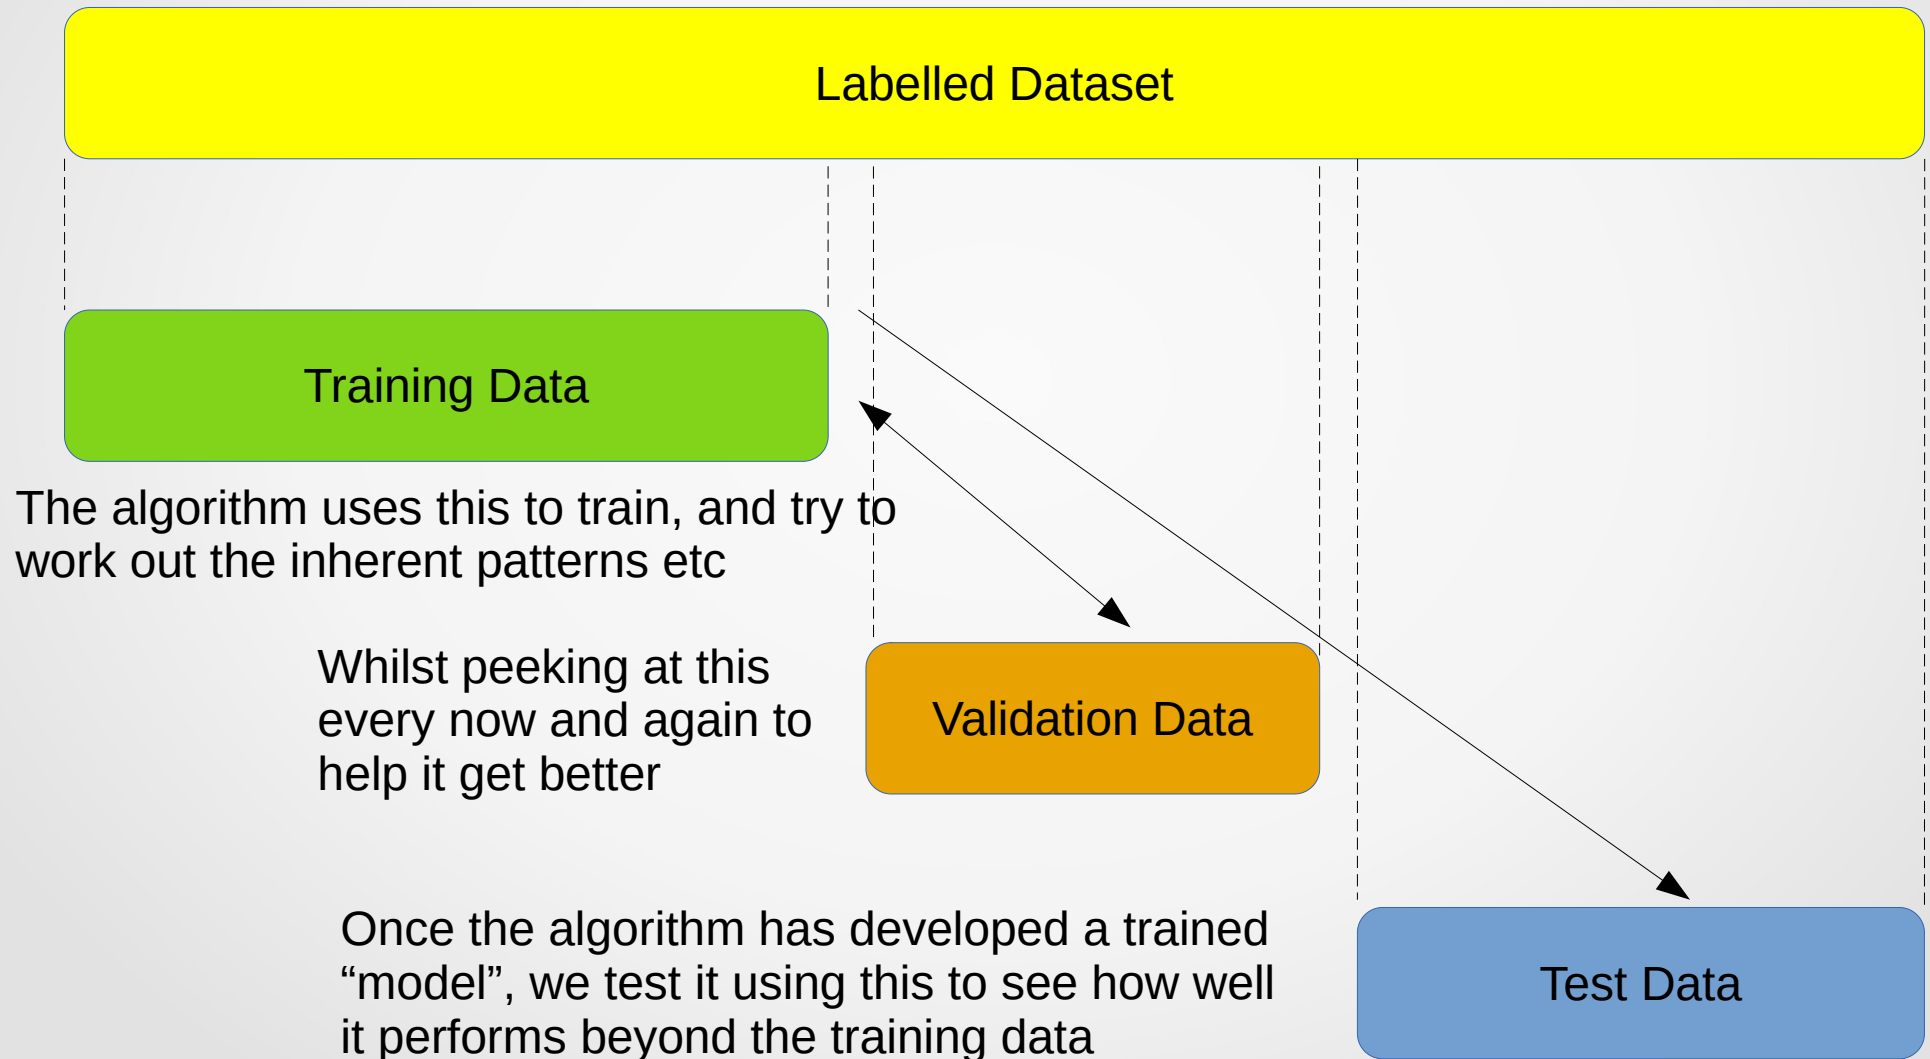 Labelled Dataset
Training Data
The algorithm uses this to train, and try to
work out the inherent patterns etc
Whilst peeking at this
every now and again to
help it get better
Validation Data
Once the algorithm has developed a trained
“model”, we test it using this to see how well
it performs beyond the training data
Test Data